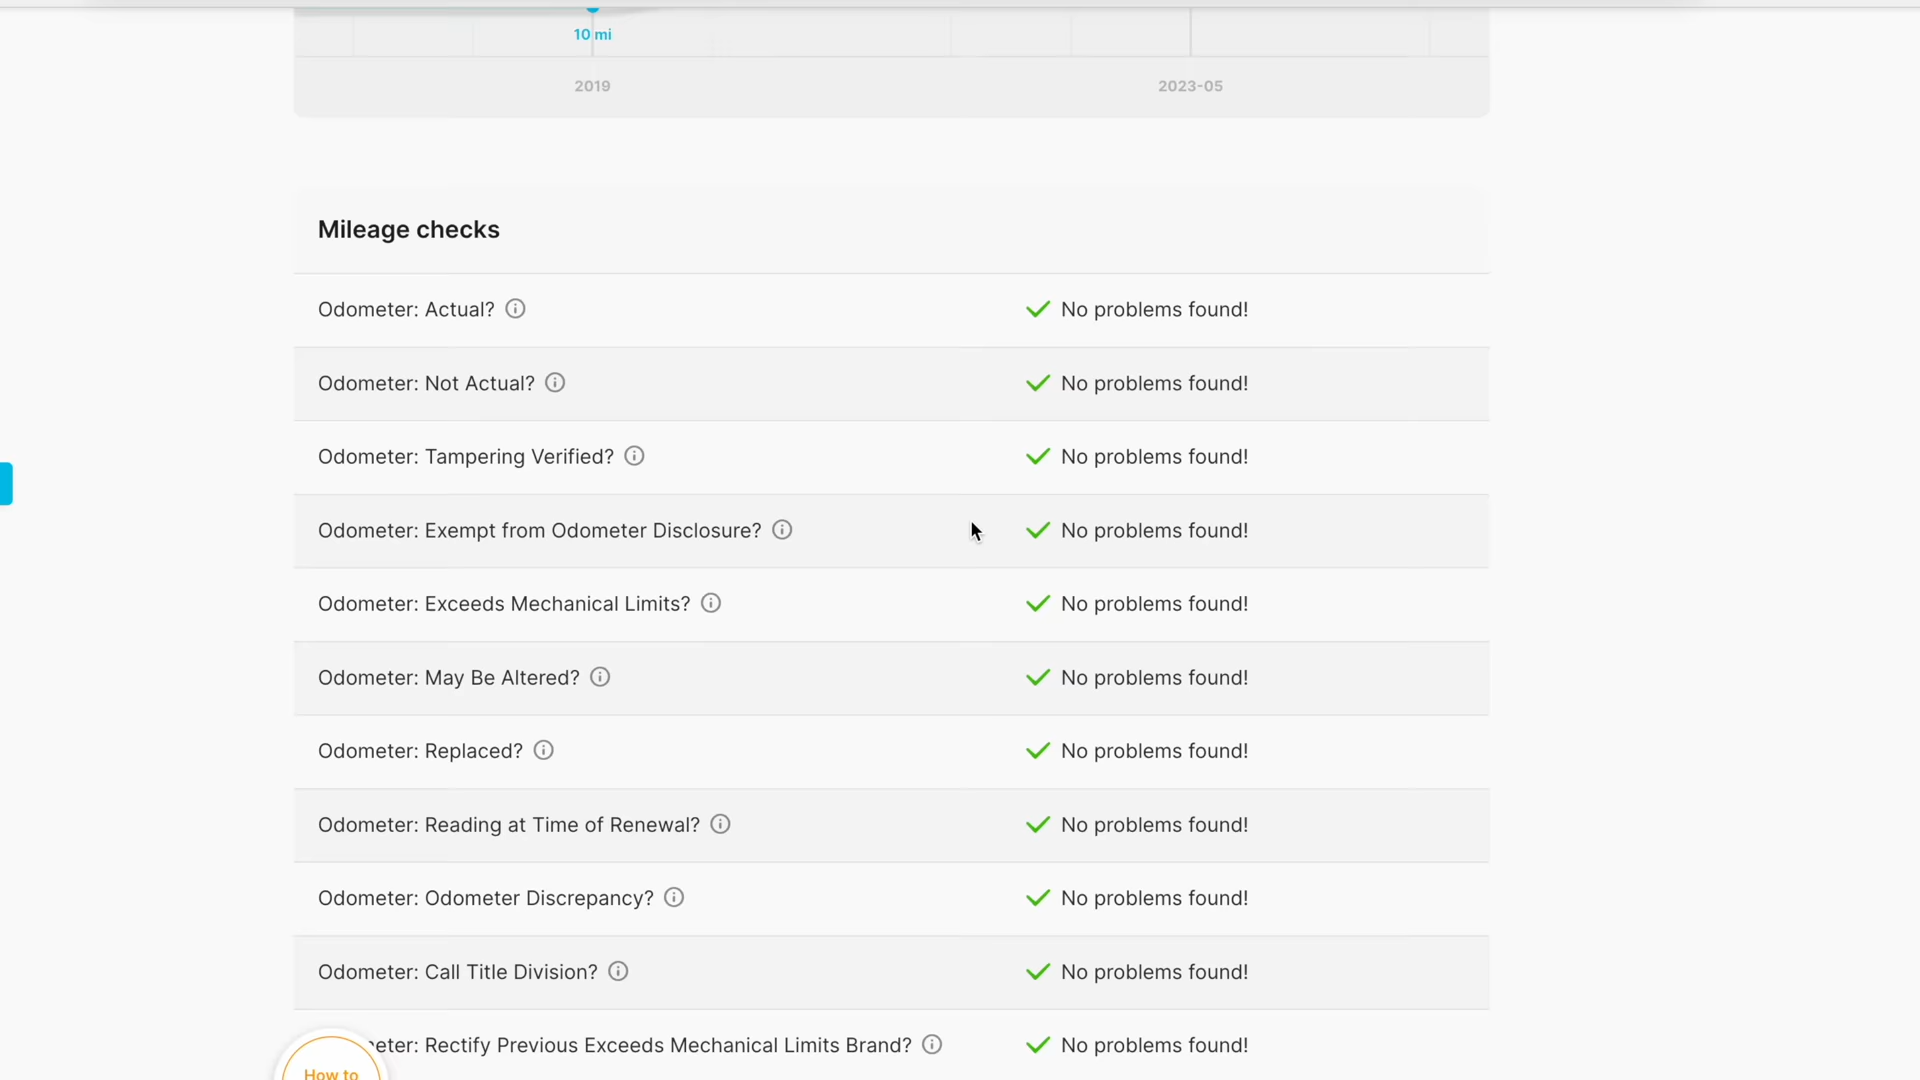 10 mi
2019
2023-05
Mileage checks
Odometer: Actual?
No problems found!
Odometer: Not Actual?
No problems found!
Odometer: Tampering Verified?
No problems found!
Odometer: Exempt from Odometer Disclosure?
No problems found!
Odometer: Exceeds Mechanical Limits?
No problems found!
Odometer: May Be Altered?
No problems found!
Odometer: Replaced?
No problems found!
Odometer: Reading at Time of Renewal?
No problems found!
Odometer: Odometer Discrepancy?
No problems found!
Odometer: Call Title Division?
No problems found!
eter: Rectify Previous Exceeds Mechanical Limits Brand?
No problems found!
How to